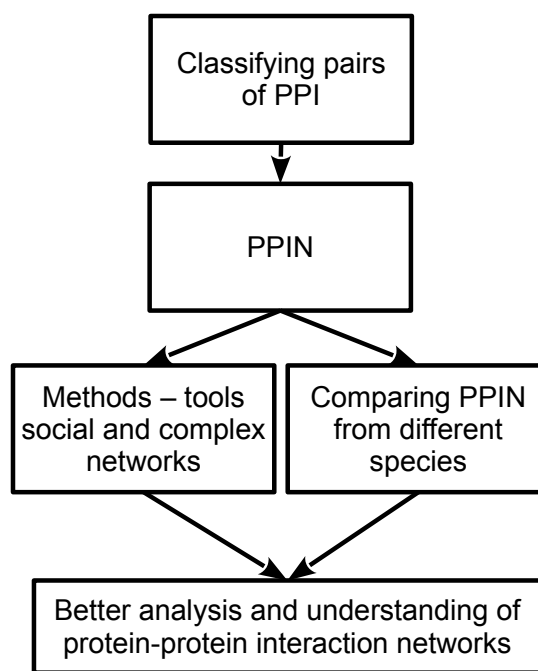 Classifying pairs
of PPI
PPIN
Methods – tools
social and complex
networks
Comparing PPIN
from different
species
Better analysis and understanding of
protein-protein interaction networks